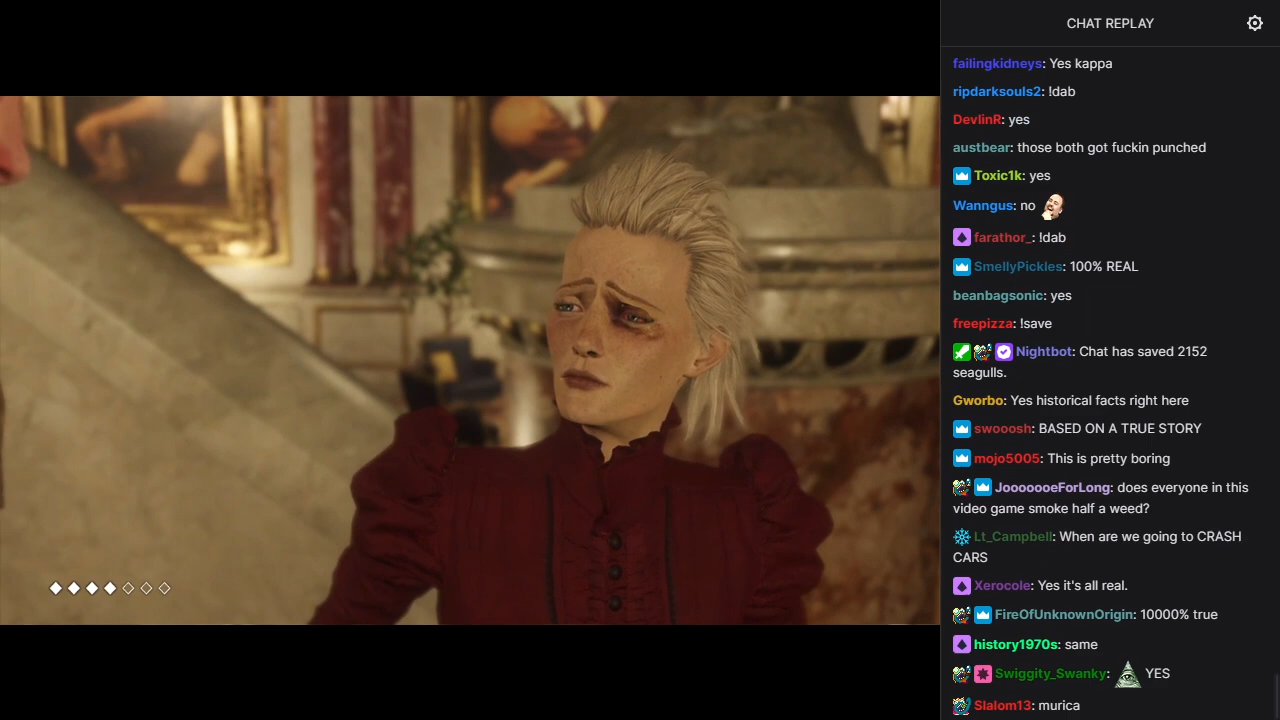 CHAT REPLAY
failingkidneys: Yes kappa
ripdarksouls2: !dab
DevlinR: yes
austbear: those both got fuckin punched
Toxic1k: yes
Wanngus: no
farathor_: !dab
SmellyPickles: 100% REAL
beanbagsonic: yes
freepizza: !save
Nightbot: Chat has saved 2152
seagulls.
Gworbo: Yes historical facts right here
swooosh: BASED ON A TRUE STORY
mojo5005: This is pretty boring
JooooooeForLong: does everyone in this
video game smoke half a weed?
Lt_Campbell: When are we going to CRASH
CARS
Xerocole: Yes it's all real.
FireOfUnknownOrigin: 10000% true
history1970s: same
Swiggity_Swanky: YES
Slalom13: murica